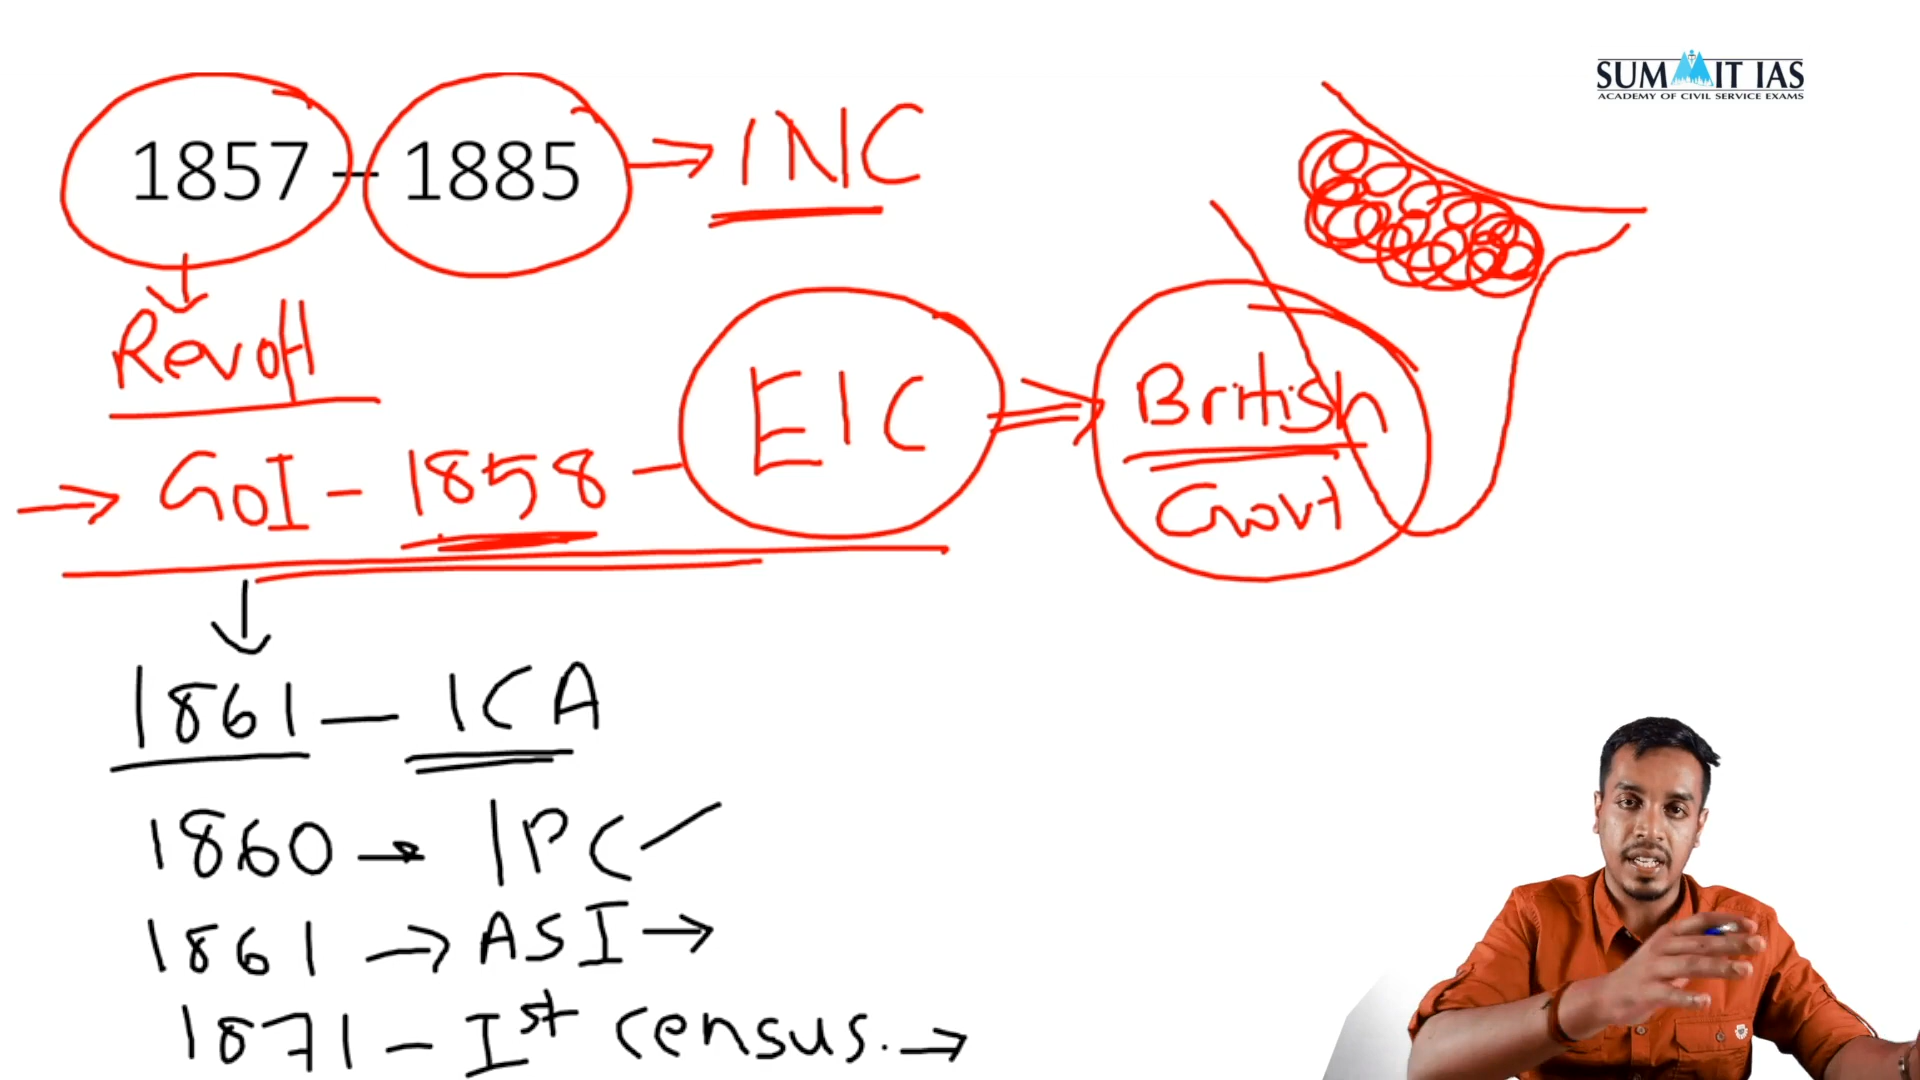 SUMMIT IAS
ACADEMY OF CIVIL SERVICE EXAMS
1857 – 1885 → INC
Revolt
→ GOI - 1858 - EIC ⇒ British Govt
1861 — ICA
1860 → IPC
1861 → ASI →
1871 - Ist census. →